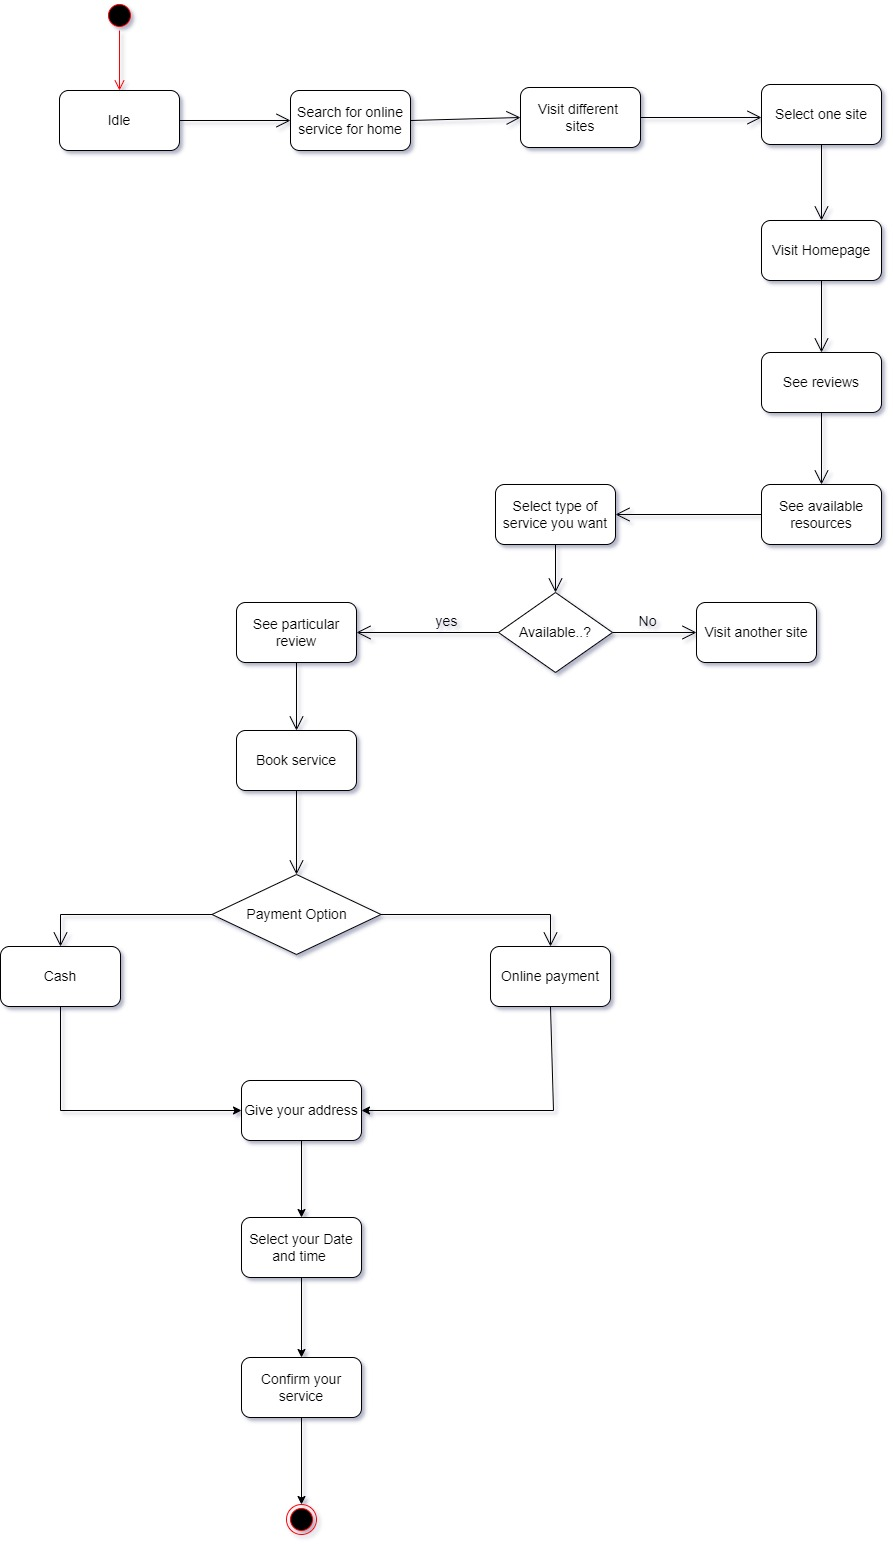 Idle
Search for online
service for home
Visit different
sites
Select one site
Visit Homepage
See reviews
See available
resources
Select type of
service you want
Available..?
yes
No
See particular
review
Visit another site
Book service
Payment Option
Cash
Online payment
Give your address
Select your Date
and time
Confirm your
service